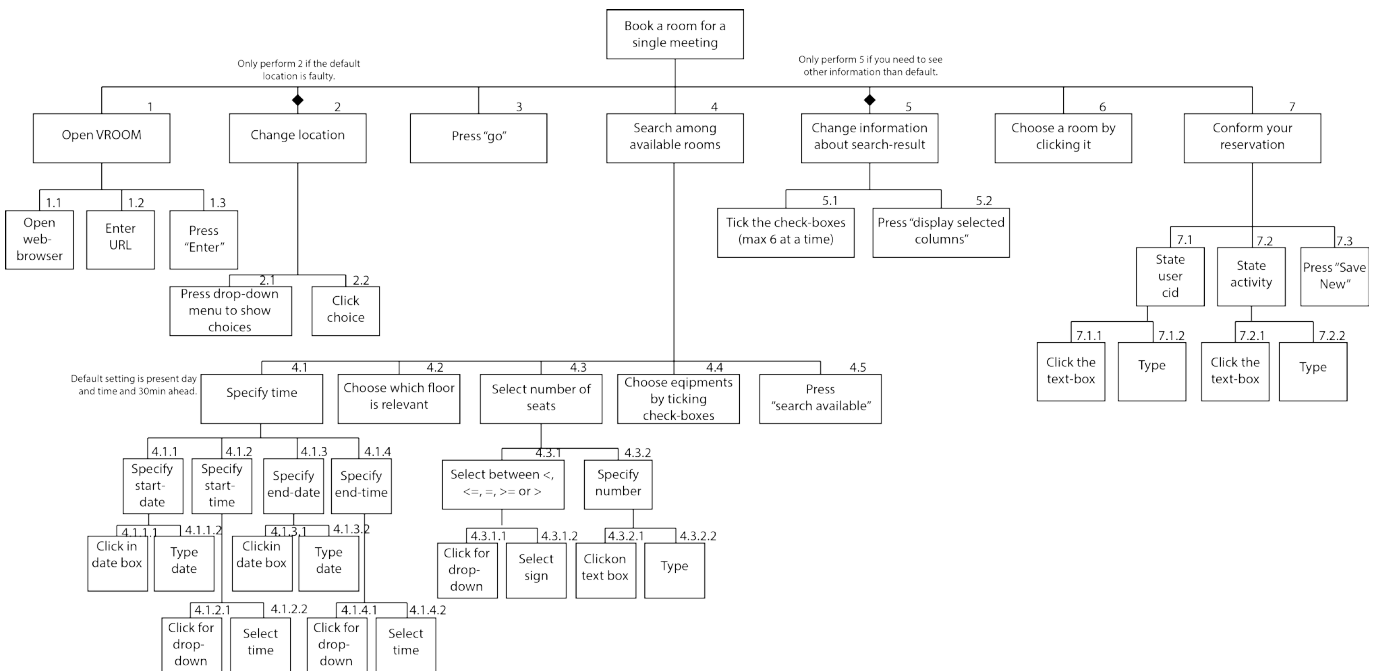 Book a room for a
single meeting
Only perform 2 if the default
location is faulty.
Only perform 5 if you need to see
other information than default.
1
Open VROOM
2
Change location
3
Press “go”
4
Search among
available rooms
5
Change information
about search-result
6
Choose a room by
clicking it
7
Conform your
reservation
1.1
Open
web-
browser
1.2
Enter
URL
1.3
Press
“Enter”
2.1
Press drop-down
menu to show
choices
2.2
Click
choice
5.1
Tick the check-boxes
(max 6 at a time)
5.2
Press “display selected
columns”
7.1
State
user
cid
7.2
State
activity
7.3
Press “Save
New”
7.1.1
Click the
text-box
7.1.2
Type
7.2.1
Click the
text-box
7.2.2
Type
Default setting is present day
and time and 30min ahead.
4.1
Specify time
4.2
Choose which floor
is relevant
4.3
Select number of
seats
4.4
Choose eqipments
by ticking
check-boxes
4.5
Press
“search available”
4.1.1
Specify
start-
date
4.1.2
Specify
start-
time
4.1.3
Specify
end-date
4.1.4
Specify
end-time
4.3.1
Select between <,
<=, =, >= or >
4.3.2
Specify
number
4.1.1.1
Click in
date box
4.1.1.2
Type
date
4.1.3.1
Clickin
date box
4.1.3.2
Type
date
4.3.1.1
Click for
drop-
down
4.3.1.2
Select
sign
4.3.2.1
Clickon
text box
4.3.2.2
Type
4.1.2.1
Click for
drop-
down
4.1.2.2
Select
time
4.1.4.1
Click for
drop-
down
4.1.4.2
Select
time